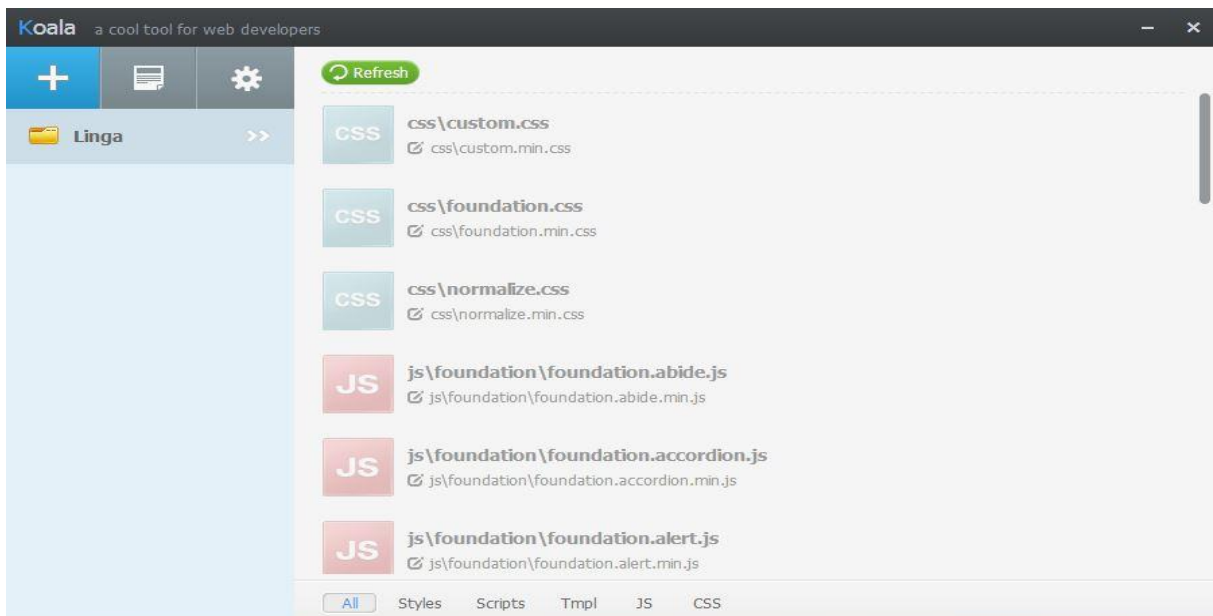 Koala a cool tool for web developers
Refresh
Linga >>
CSS css\custom.css
css\custom.min.css
CSS css\foundation.css
css\foundation.min.css
CSS css\normalize.css
css\normalize.min.css
JS js\foundation\foundation.abide.js
js\foundation\foundation.abide.min.js
JS js\foundation\foundation.accordion.js
js\foundation\foundation.accordion.min.js
JS js\foundation\foundation.alert.js
js\foundation\foundation.alert.min.js
All Styles Scripts Tmpl JS CSS